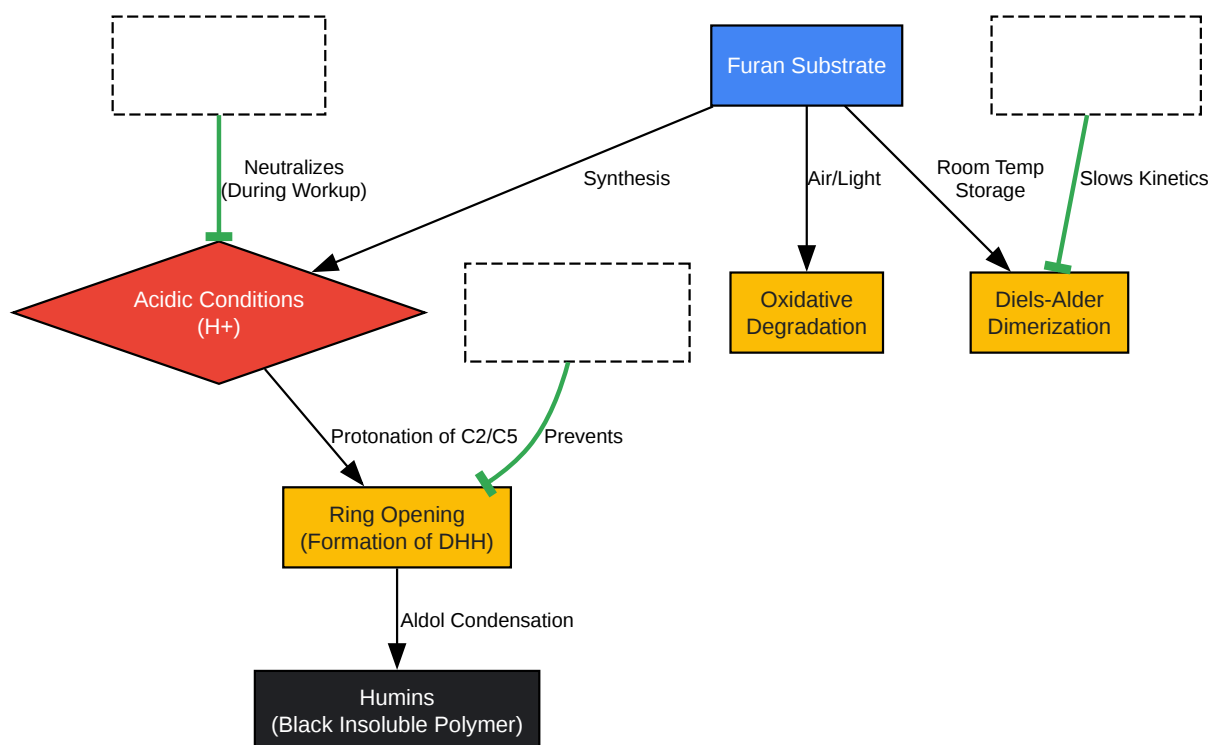 Furan Substrate
Neutralizes
(During Workup)
Synthesis
Air/Light
Room Temp
Storage
Slows Kinetics
Acidic Conditions
(H+)
Oxidative
Degradation
Diels-Alder
Dimerization
Protonation of C2/C5
Prevents
Ring Opening
(Formation of DHH)
Aldol Condensation
Humins
(Black Insoluble Polymer)